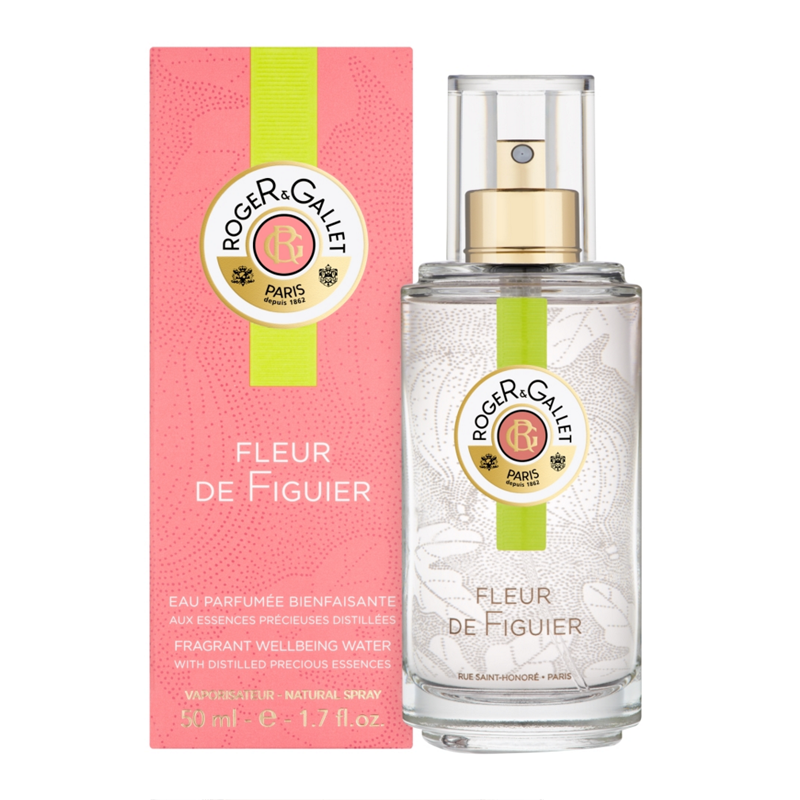 ROGER & GALLET
RG
PARIS
depuis 1862
FLEUR
DE FIGUIER
EAU PARFUMÉE BIENFAISANTE
AUX ESSENCES PRÉCIEUSES DISTILLÉES
FRAGRANT WELLBEING WATER
WITH DISTILLED PRECIOUS ESSENCES
VAPORISATEUR - NATURAL SPRAY
50 ml - e - 1.7 fl.oz.
ROGER & GALLET
RG
PARIS
depuis 1862
FLEUR
DE FIGUIER
RUE SAINT-HONORÉ • PARIS